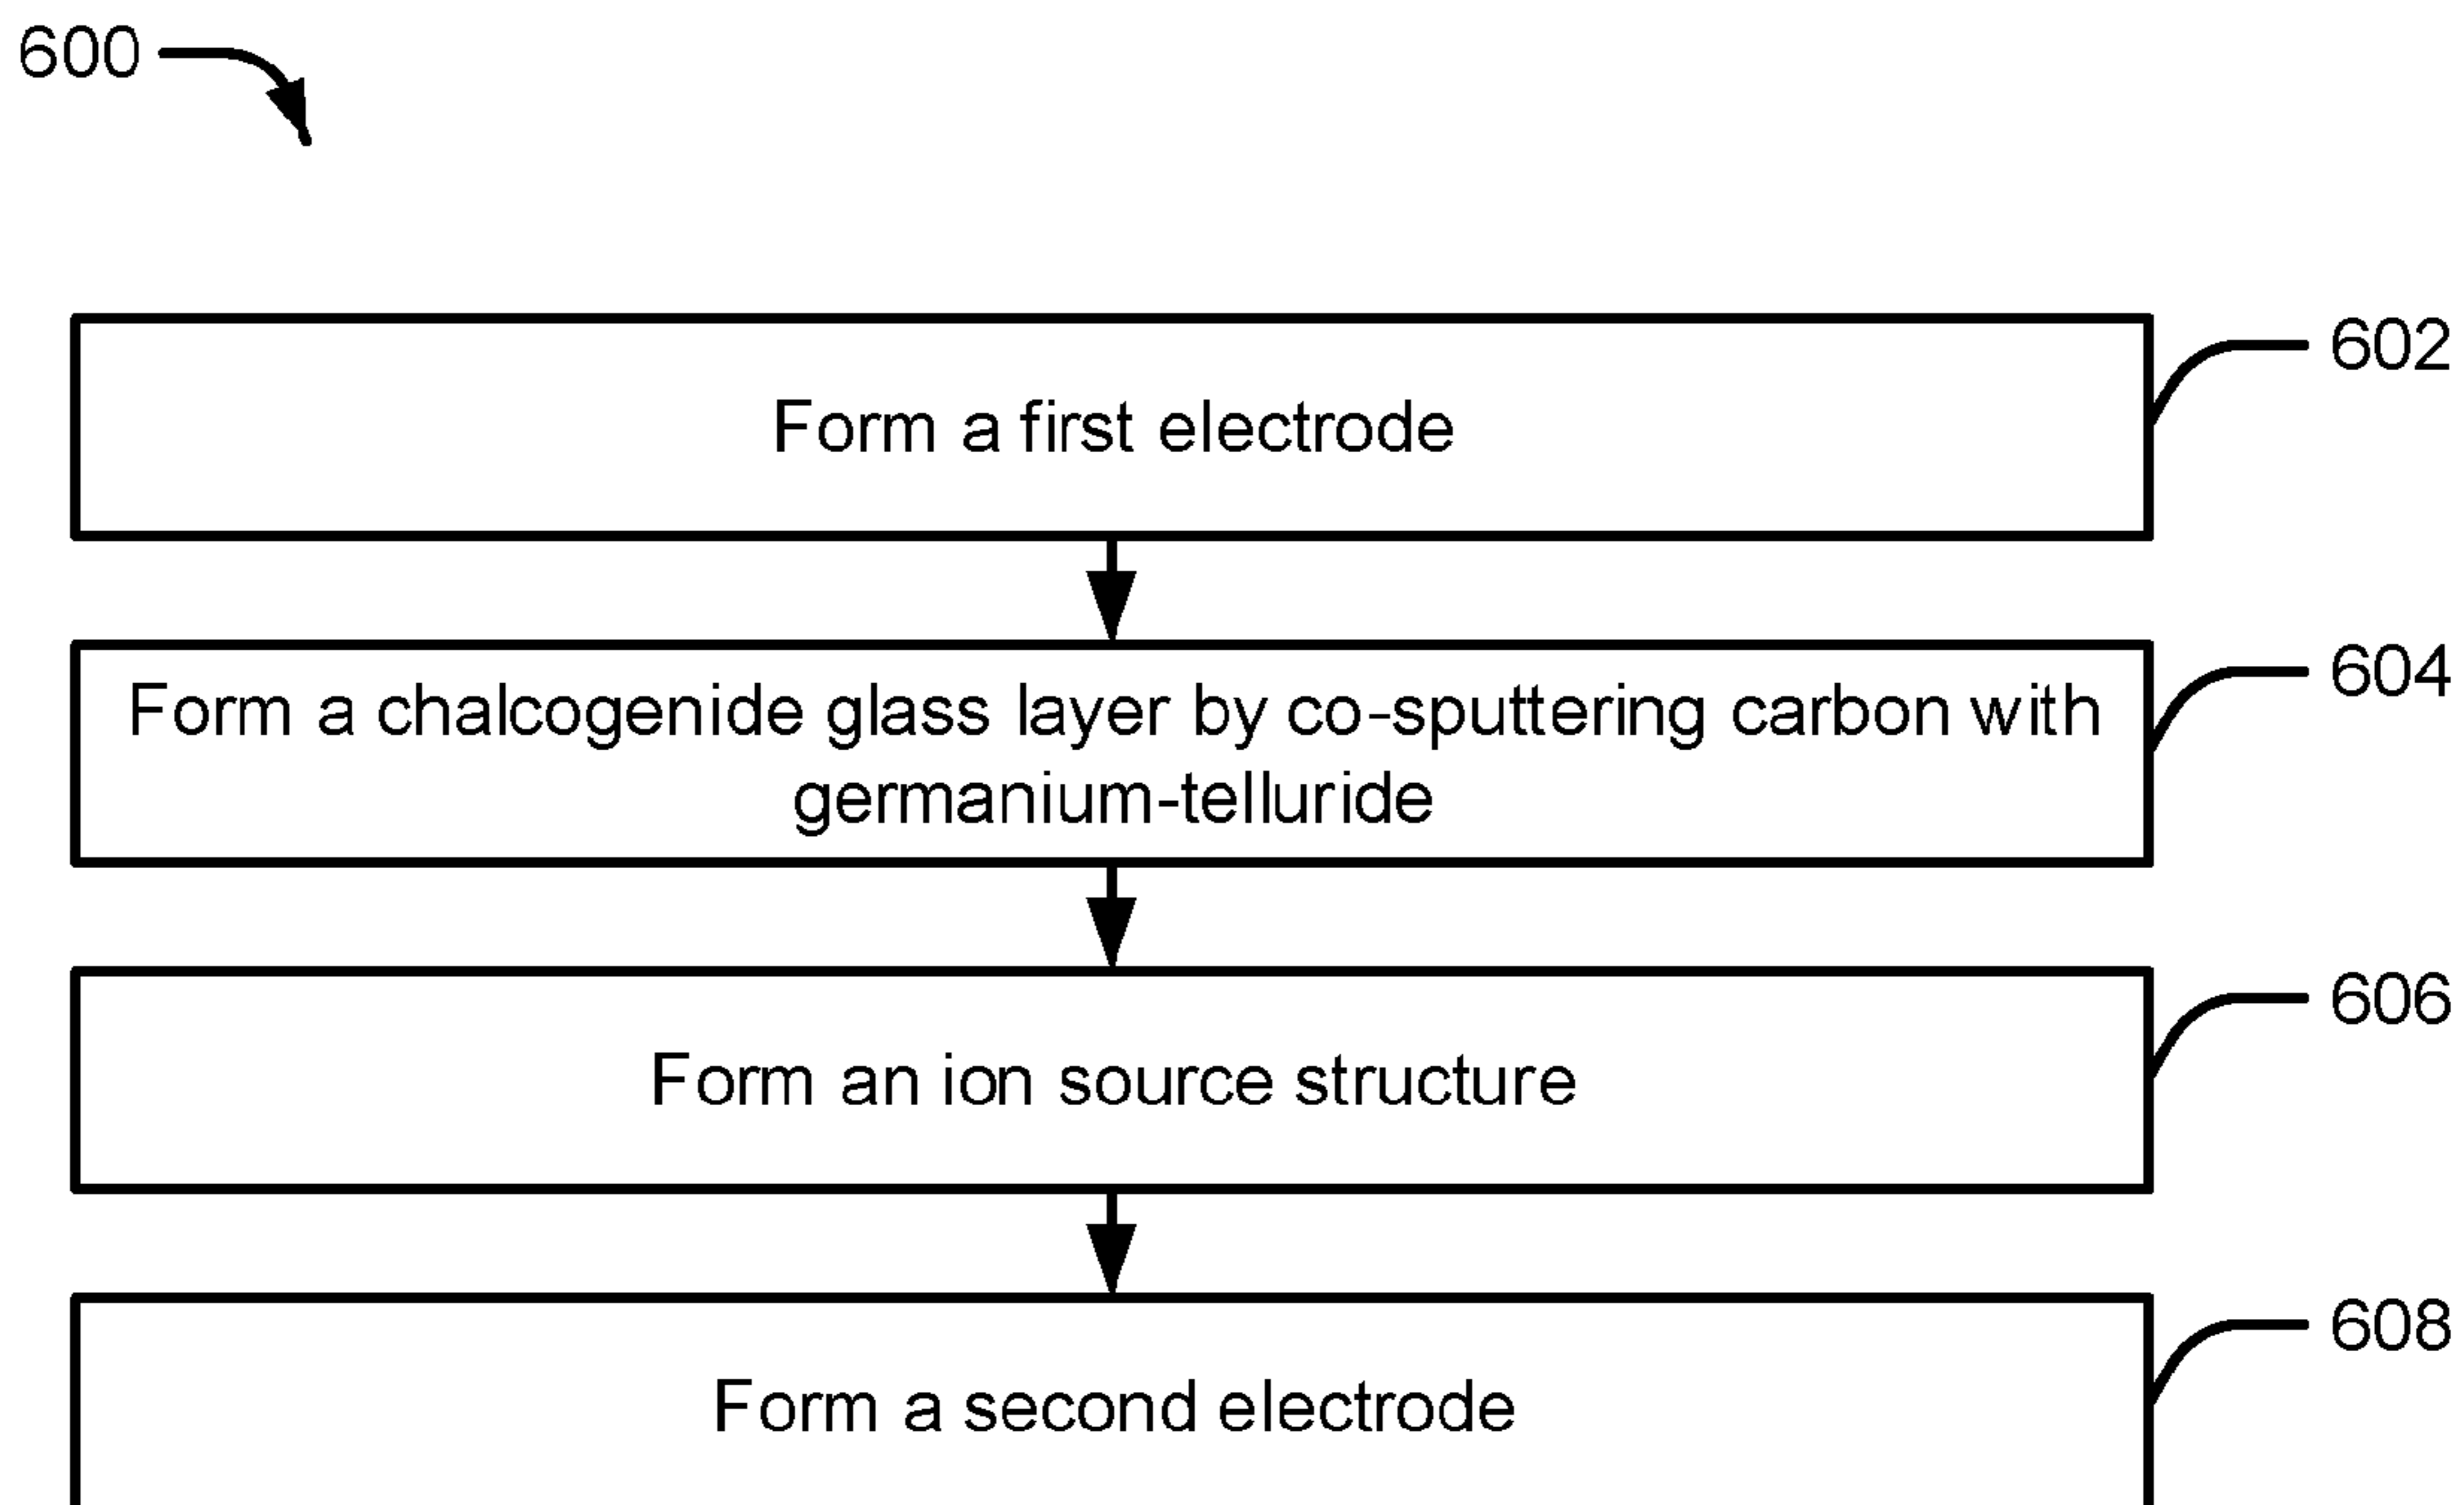 600
602
Form a first electrode
604
Form a chalcogenide glass layer by co-sputtering carbon with
germanium-telluride
606
Form an ion source structure
608
Form a second electrode